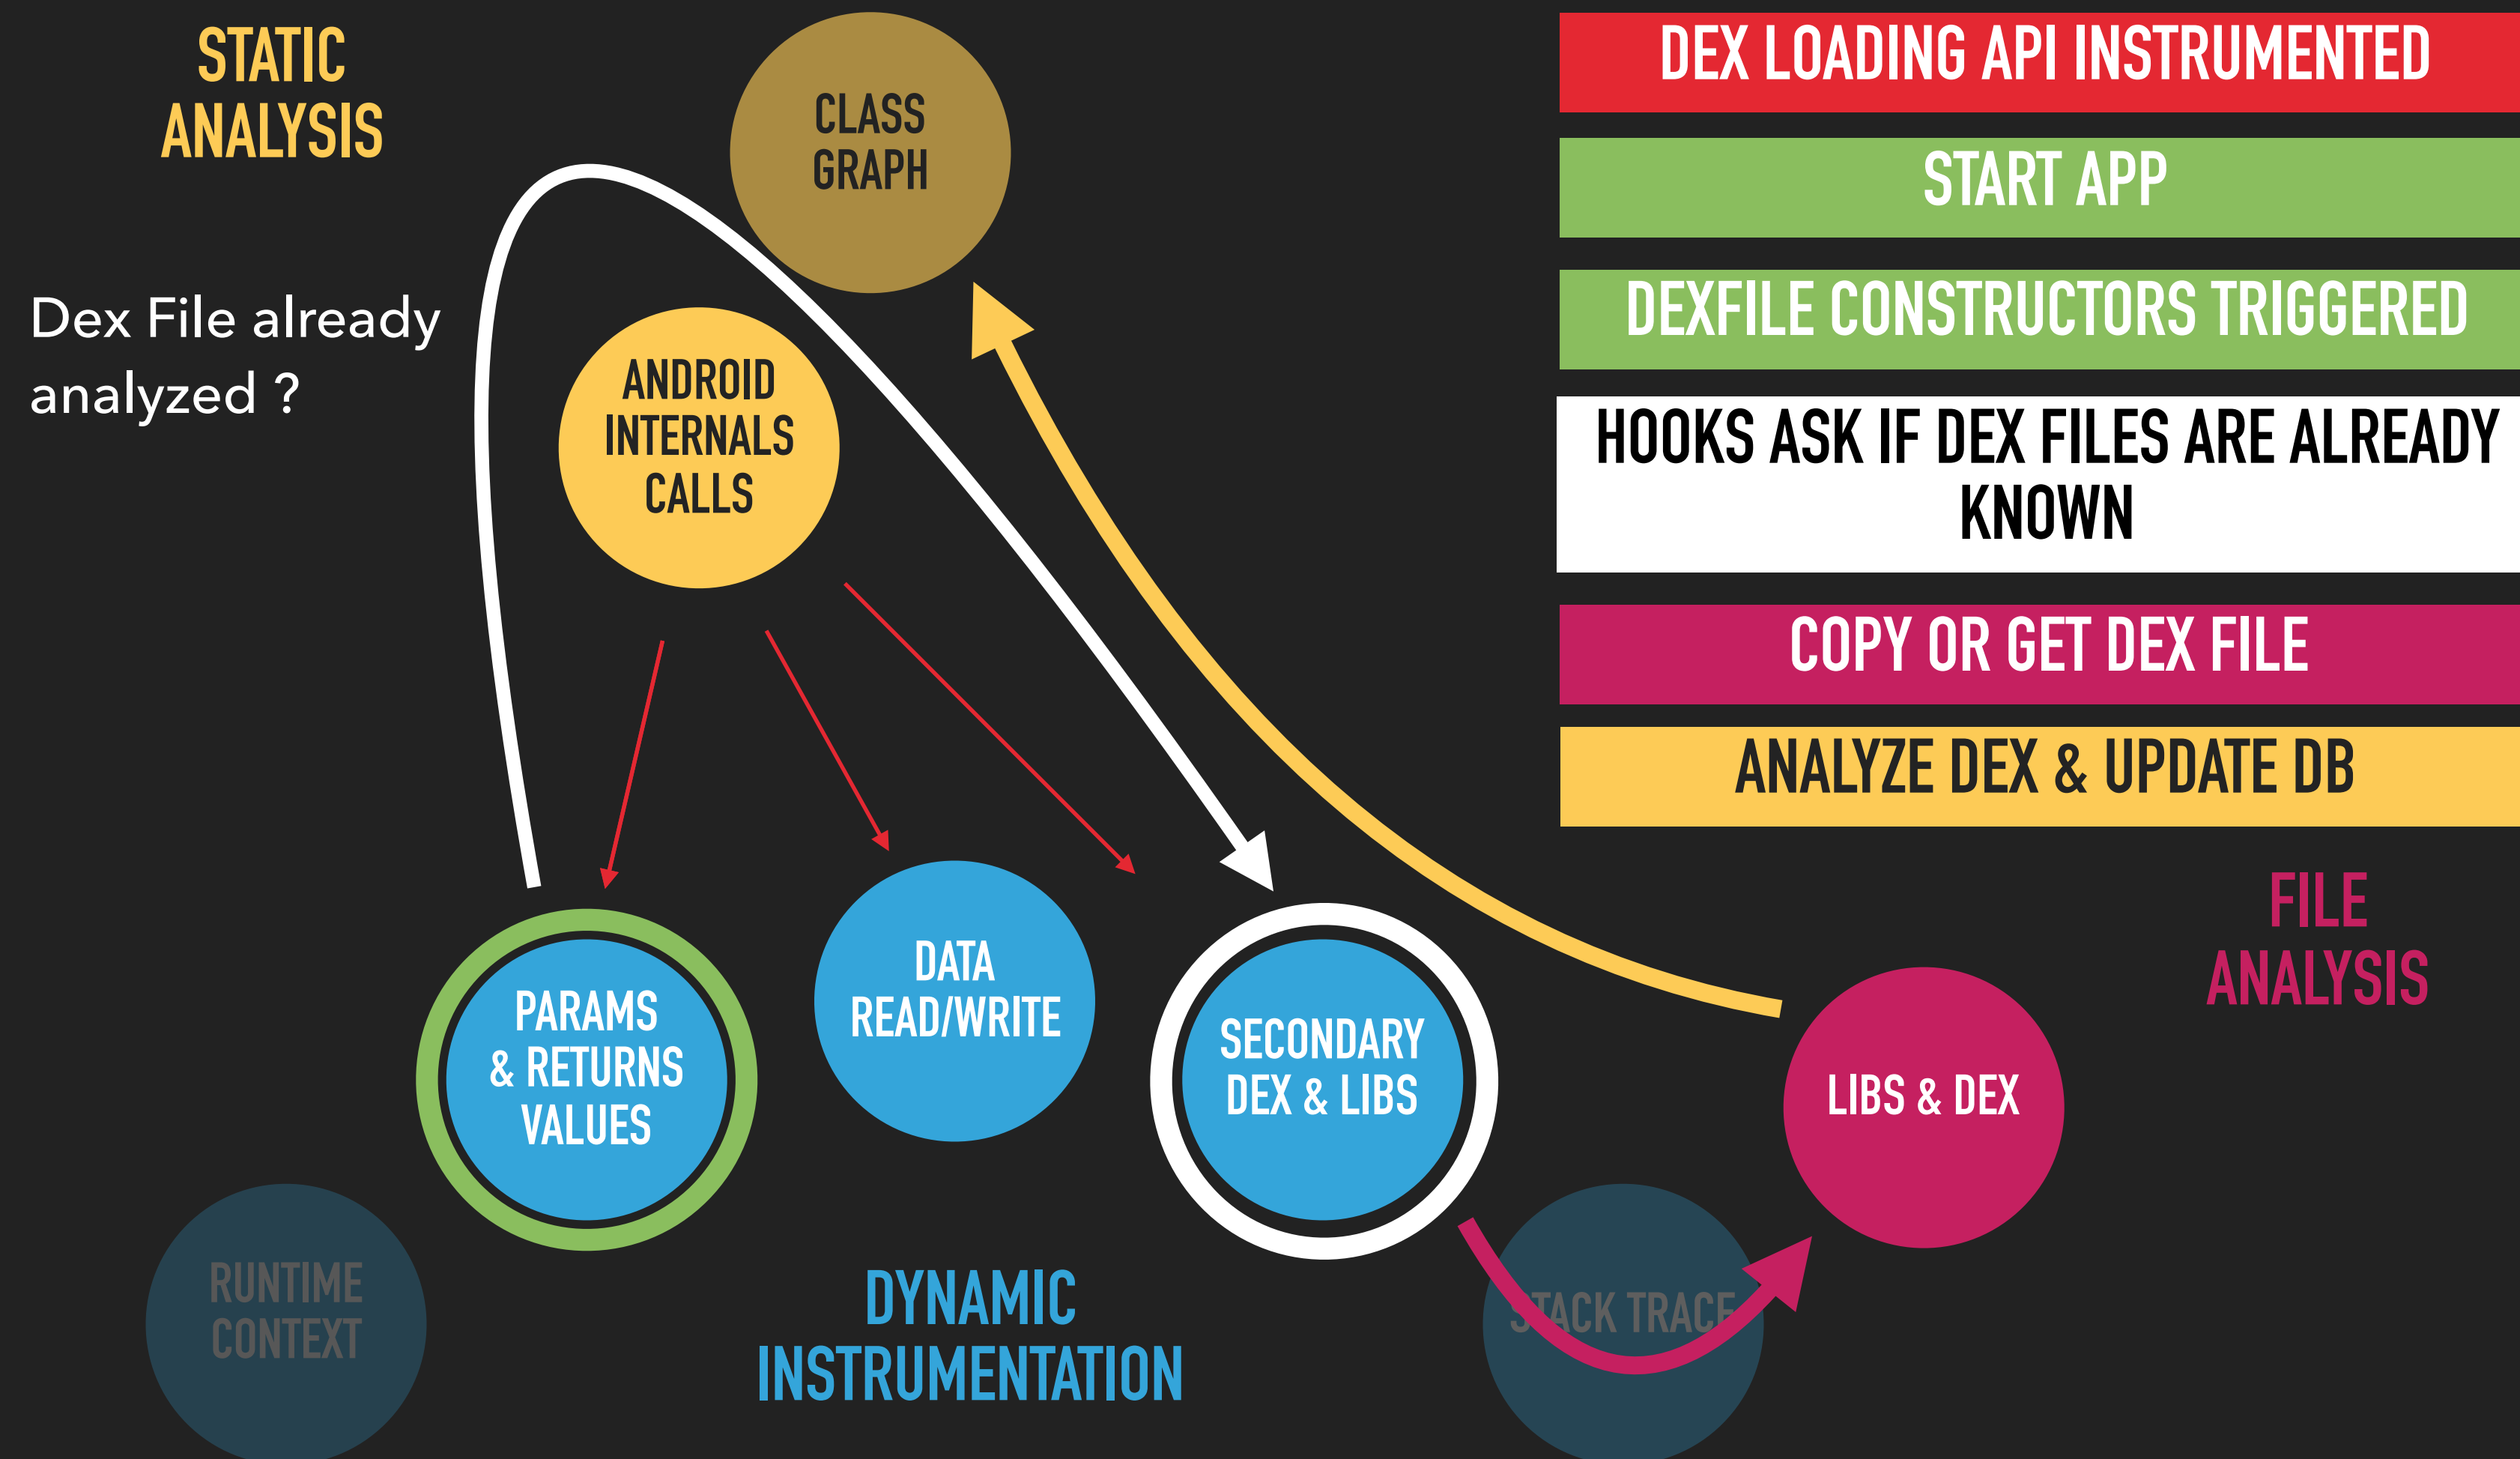 STATIC
ANALYSIS
Dex File already
analyzed ?
CLASS
GRAPH
ANDROID
INTERNALS
CALLS
PARAMS
& RETURNS
VALUES
DATA
READ/WRITE
SECONDARY
DEX & LIBS
RUNTIME
CONTEXT
DYNAMIC
INSTRUMENTATION
STACK TRACE
LIBS & DEX
FILE
ANALYSIS
DEX LOADING API INSTRUMENTED
START APP
DEXFILE CONSTRUCTORS TRIGGERED
HOOKS ASK IF DEX FILES ARE ALREADY
KNOWN
COPY OR GET DEX FILE
ANALYZE DEX & UPDATE DB